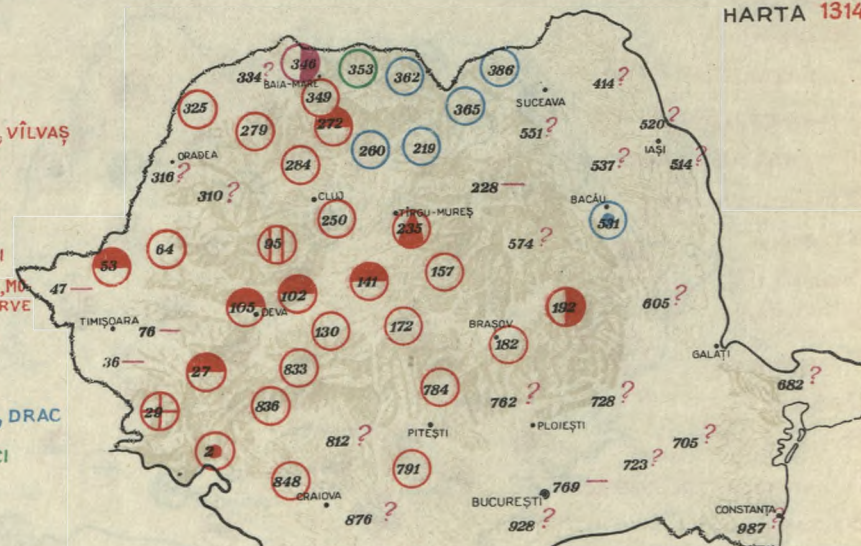 HARTA 1314
, VÎLVAȘ
I
, MU
RVE
, DRAC
CI
346
353
362
386
334 ?
BAIA-MARE
349
414 ?
325
365
SUCEAVA
279
272
551 ?
520 ?
260
219
IAȘI
ORADEA
284
537 ?
514 ?
316 ?
310 ?
228 —
CLUJ
BACĂU
250
TÎRGU-MUREȘ
235
531
64
95
574 ?
53
157
47 —
141
102
165
DEVA
192
605 ?
TIMIȘOARA
76 —
130
172
BRAȘOV
182
GALAȚI
36 —
27
833
784
682 ?
29
836
762 ?
728 ?
812 ?
PITEȘTI
PLOIEȘTI
2
705 ?
848
791
723 ?
CRAIOVA
769 —
BUCUREȘTI
876 ?
928 ?
CONSTANȚA
987 ?